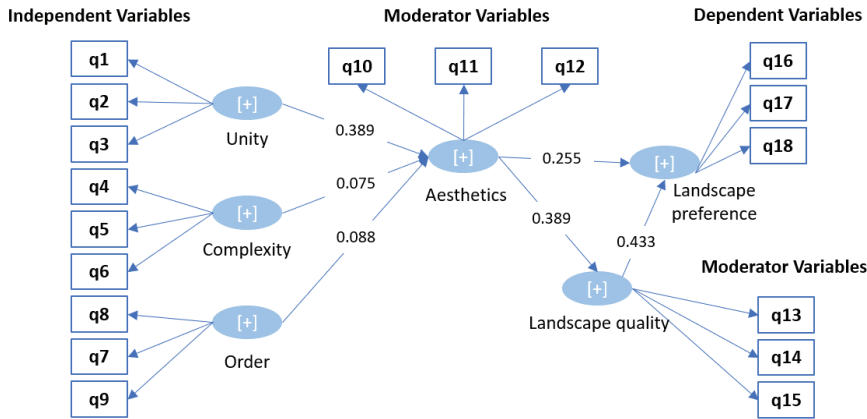 Independent Variables
Moderator Variables
Dependent Variables
q1
q2
q3
q4
q5
q6
q8
q7
q9
[+]
Unity
[+]
Complexity
[+]
Order
0.389
0.075
0.088
q10
q11
q12
[+]
Aesthetics
0.255
0.389
0.433
q16
q17
q18
[+]
Landscape
preference
Moderator Variables
[+]
Landscape quality
q13
q14
q15